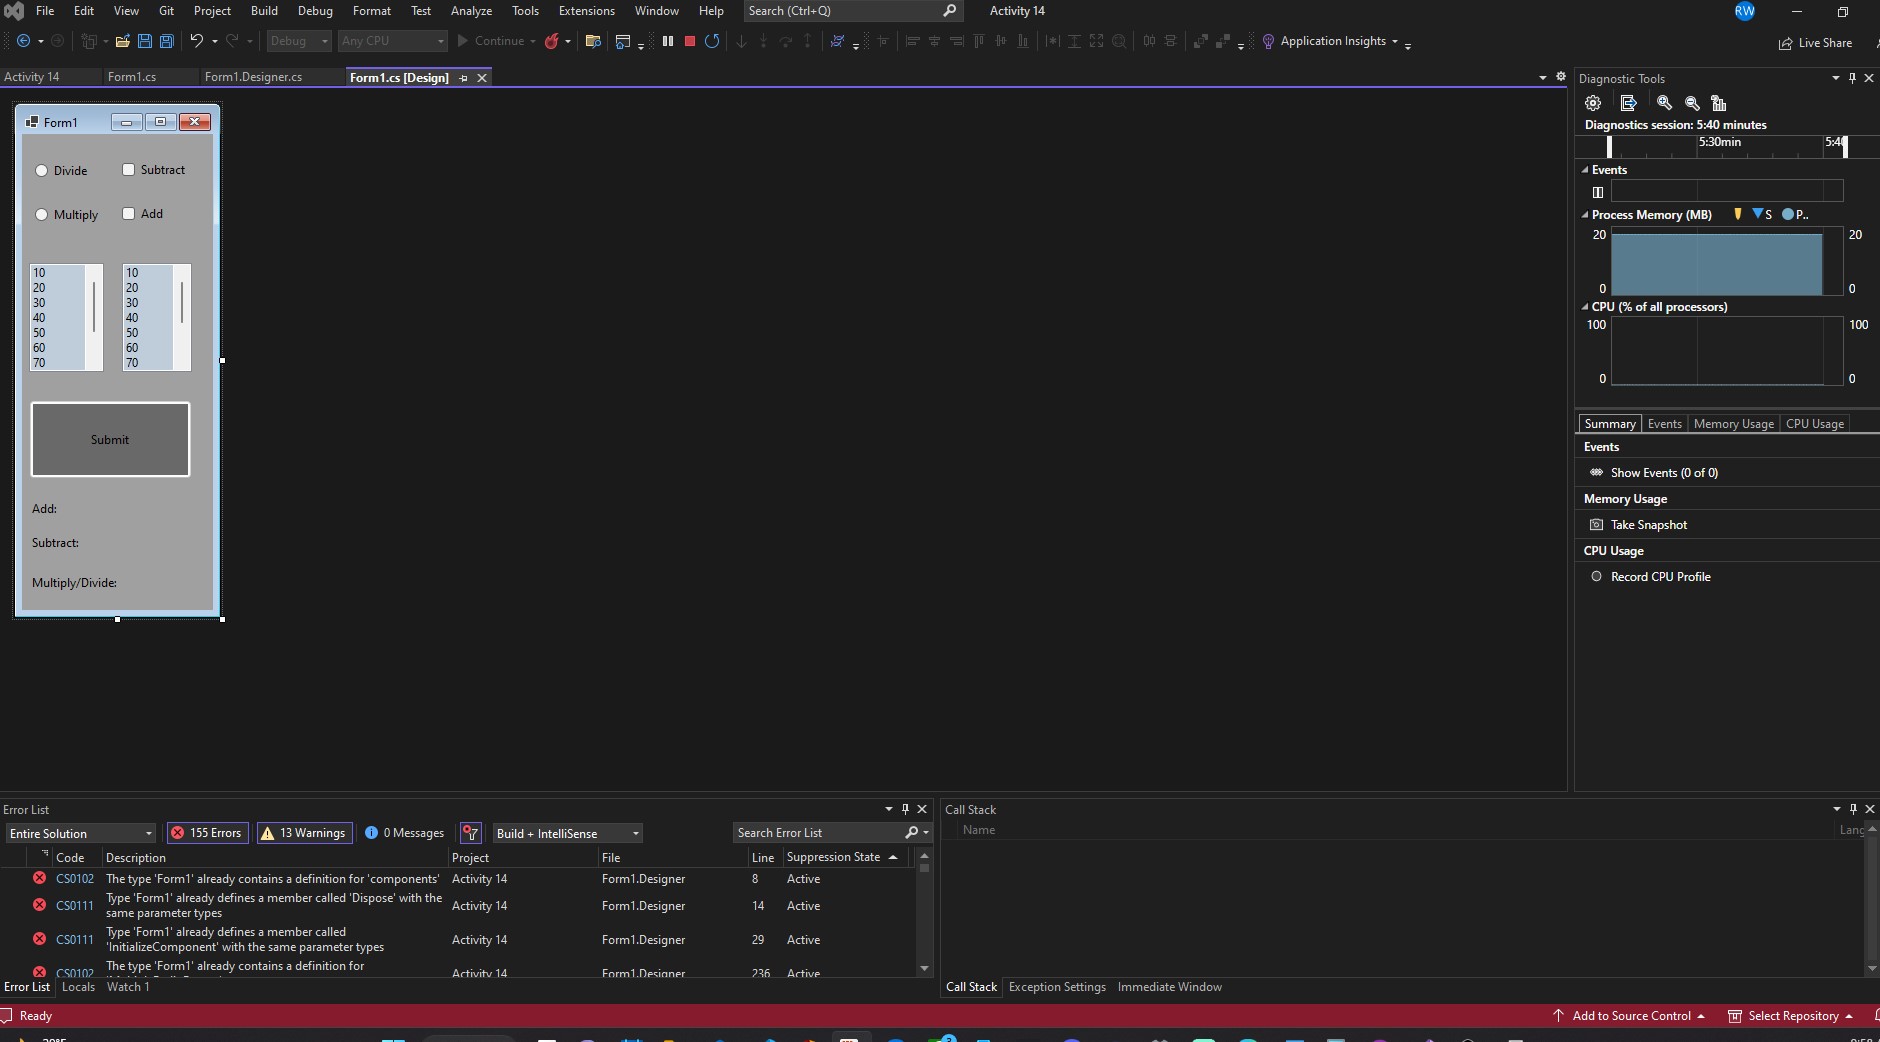 File Edit View Git Project Build Debug Format Test Analyze Tools Extensions Window Help Search (Ctrl+Q) Activity 14 RW
Debug Any CPU Continue Application Insights Live Share
Activity 14 Form1.cs Form1.Designer.cs Form1.cs [Design]
Form1
Divide Subtract
Multiply Add
10 10
20 20
30 30
40 40
50 50
60 60
70 70
Submit
Add:
Subtract:
Multiply/Divide:
Diagnostic Tools
Diagnostics session: 5:40 minutes
5:30min 5:40
Events
Process Memory (MB) S P..
20 20
0 0
CPU (% of all processors)
100 100
0 0
Summary Events Memory Usage CPU Usage
Events
Show Events (0 of 0)
Memory Usage
Take Snapshot
CPU Usage
Record CPU Profile
Error List
Entire Solution 155 Errors 13 Warnings 0 Messages Build + IntelliSense Search Error List
Code Description Project File Line Suppression State
CS0102 The type 'Form1' already contains a definition for 'components' Activity 14 Form1.Designer 8 Active
CS0111 Type 'Form1' already defines a member called 'Dispose' with the same parameter types Activity 14 Form1.Designer 14 Active
CS0111 Type 'Form1' already defines a member called 'InitializeComponent' with the same parameter types Activity 14 Form1.Designer 29 Active
CS0102 The type 'Form1' already contains a definition for Activity 14 Form1.Designer 236 Active
Error List Locals Watch 1
Call Stack
Name Lang
Call Stack Exception Settings Immediate Window
Ready Add to Source Control Select Repository